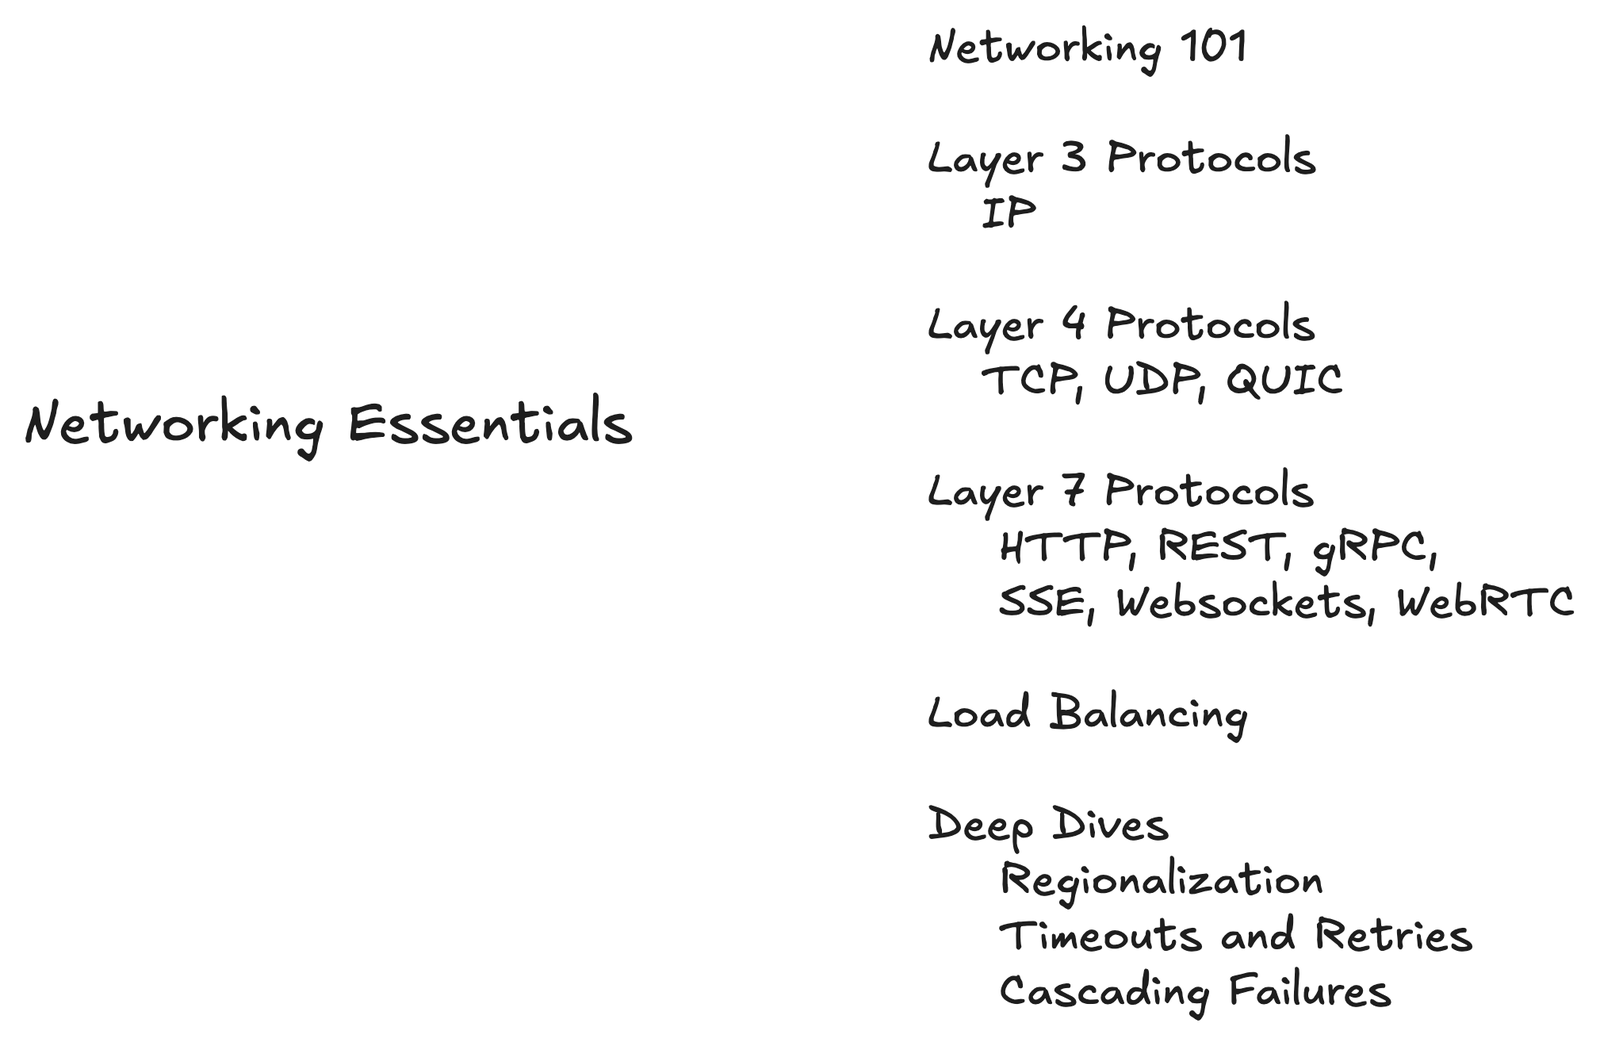 Networking Essentials
Networking 101
Layer 3 Protocols
IP
Layer 4 Protocols
TCP, UDP, QUIC
Layer 7 Protocols
HTTP, REST, gRPC,
SSE, Websockets, WebRTC
Load Balancing
Deep Dives
Regionalization
Timeouts and Retries
Cascading Failures